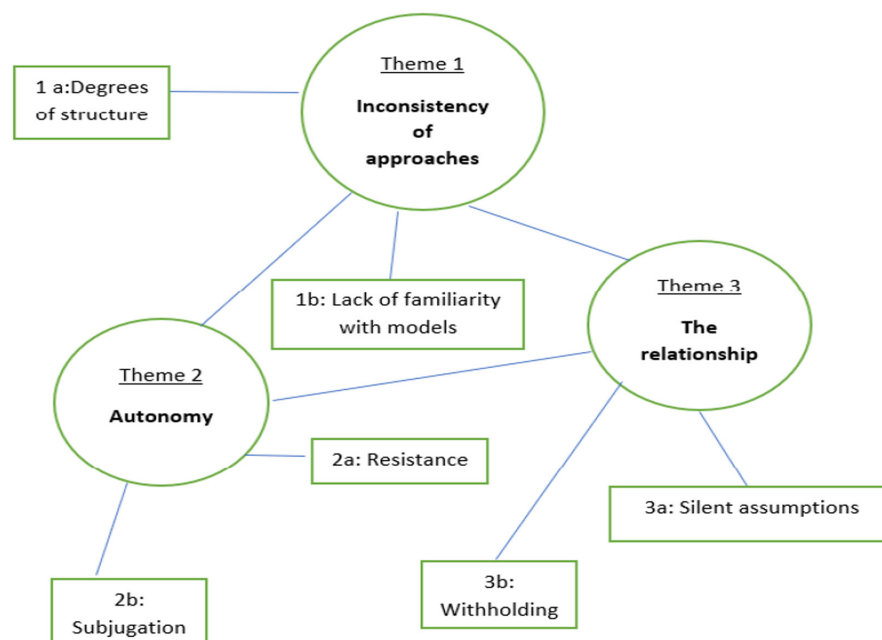 Theme 1
Inconsistency
of
approaches
1 a:Degrees
of structure
1b: Lack of familiarity
with models
Theme 3
The
relationship
Theme 2
Autonomy
2a: Resistance
2b:
Subjugation
3a: Silent assumptions
3b:
Withholding